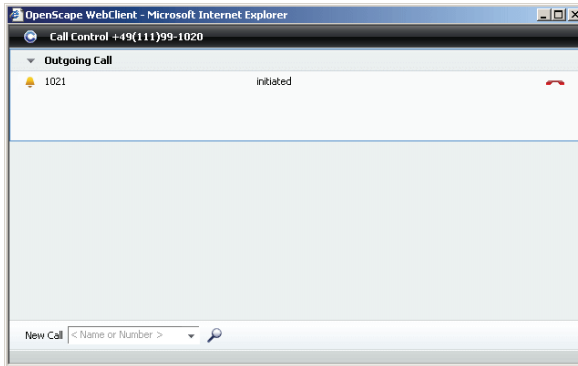 OpenScape WebClient - Microsoft Internet Explorer
Call Control +49(111)99-1020
Outgoing Call
1021 initiated
New Call < Name or Number >